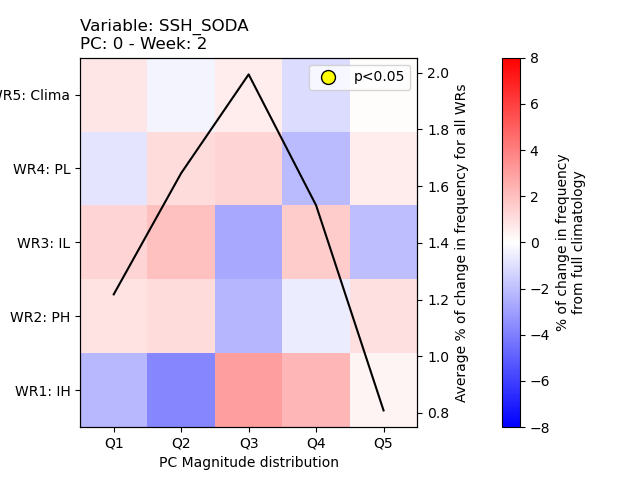 Variable: SSH_SODA
PC: 0 - Week: 2
p<0.05
WR5: Clima
WR4: PL
WR3: IL
WR2: PH
WR1: IH
Q1 Q2 Q3 Q4 Q5
PC Magnitude distribution
2.0
1.8
1.6
1.4
1.2
1.0
0.8
Average % of change in frequency for all WRs
8
6
4
2
0
−2
−4
−6
−8
% of change in frequency
from full climatology